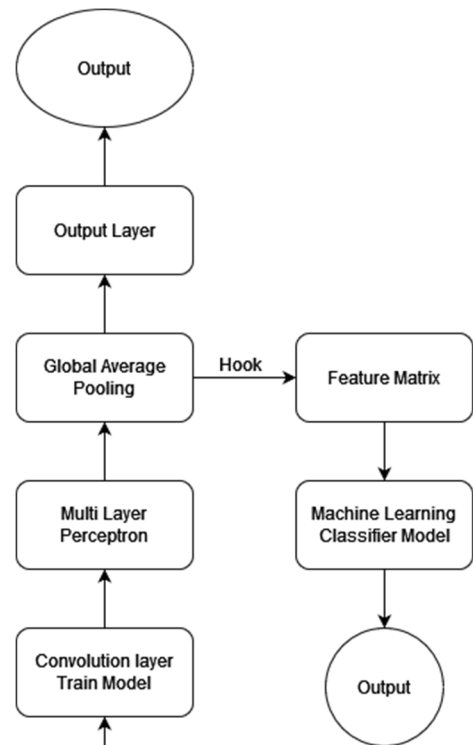 Output
Output Layer
Global Average
Pooling
Hook
Feature Matrix
Multi Layer
Perceptron
Machine Learning
Classifier Model
Convolution layer
Train Model
Output